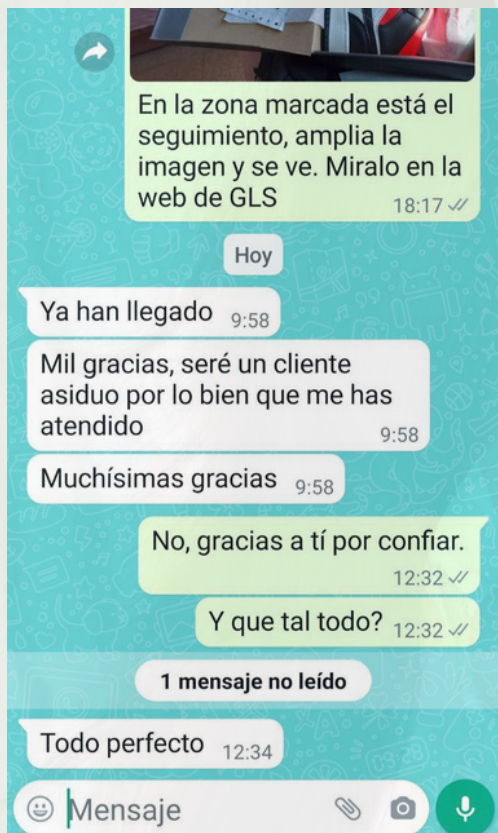 En la zona marcada está el
seguimiento, amplia la
imagen y se ve. Miralo en la
web de GLS
18:17
Hoy
Ya han llegado 9:58
Mil gracias, seré un cliente
asiduo por lo bien que me has
atendido
9:58
Muchísimas gracias 9:58
No, gracias a tí por confiar.
12:32
Y que tal todo? 12:32
1 mensaje no leído
Todo perfecto 12:34
Mensaje